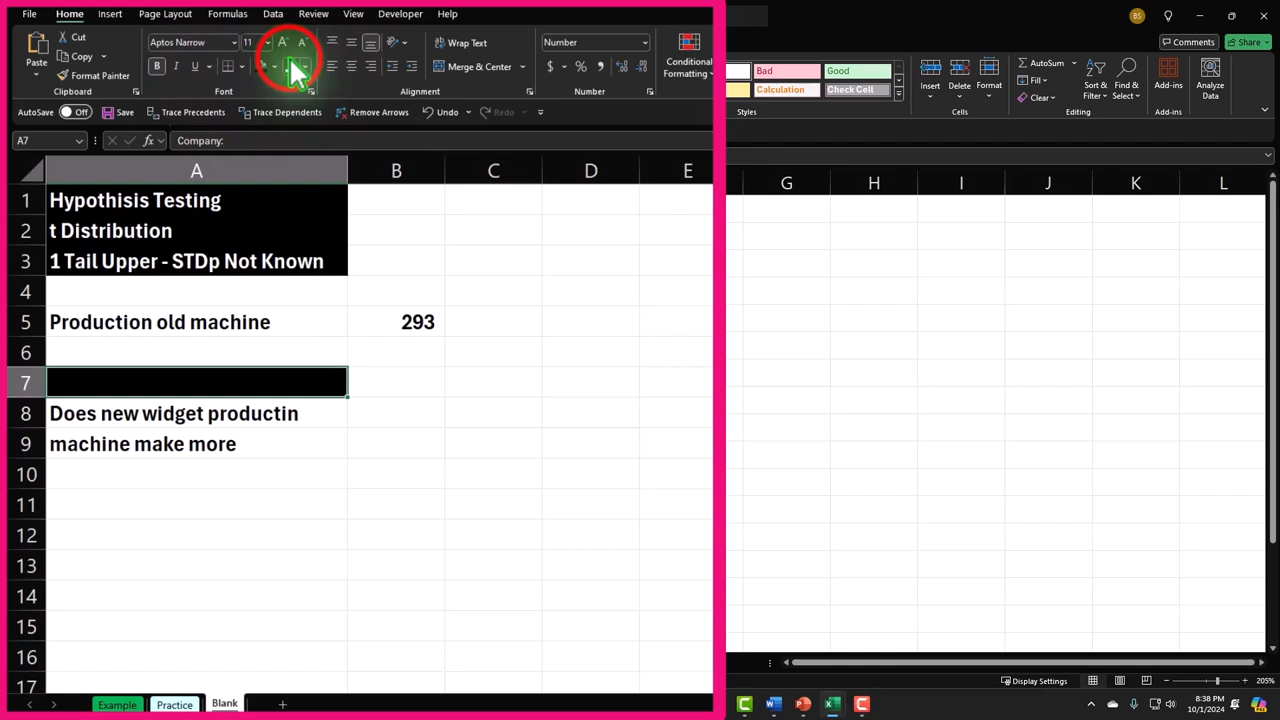 File Home Insert Page Layout Formulas Data Review View Developer Help
BS
Comments Share
Paste Cut Copy Format Painter Clipboard
Aptos Narrow 11 A A B I U Font
Wrap Text Merge & Center Alignment
Number $ % Number
Conditional Formatting
Bad Good
Calculation Check Cell
Styles
Insert Delete Format
Cells
AutoSum Fill Clear
Sort & Filter Find & Select
Editing
Add-ins
Add-ins
Analyze Data
AutoSave Off Save Trace Precedents Trace Dependents Remove Arrows Undo Redo
A7 fx Company:
A B C D E G H I J K L
1 Hypothisis Testing
2 t Distribution
3 1 Tail Upper - STDp Not Known
4
5 Production old machine 293
6
7
8 Does new widget productin
9 machine make more
10
11
12
13
14
15
16
17
Example Practice Blank +
Display Settings 205%
8:38 PM
10/1/2024